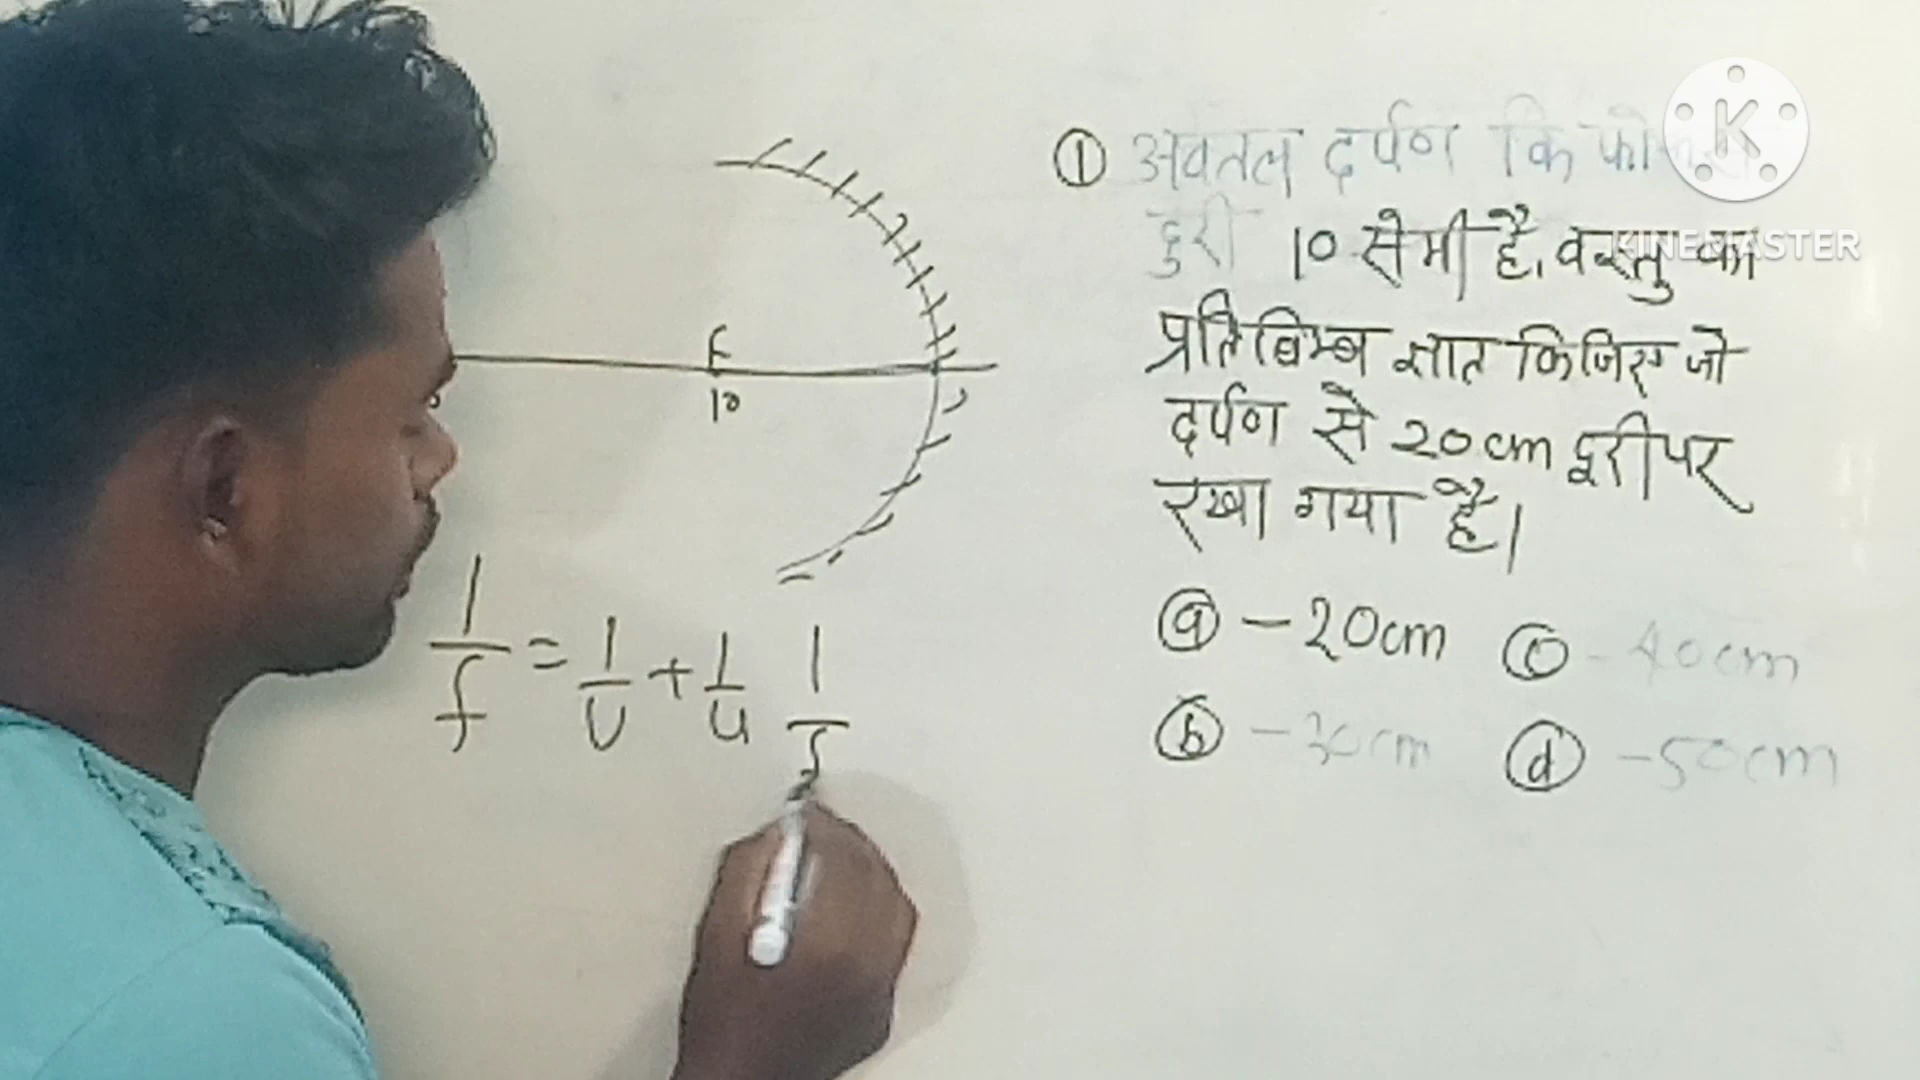 ① अवतल दर्पण कि
दुरी 10 से मी है, वस्तु का
प्रतिबिम्ब ज्ञात किजिए जो
दर्पण से 20 cm दूरी पर
रखा गया है।
ⓐ - 20cm ⓒ - 40cm
ⓑ - 30cm ⓓ - 50cm
F
10
1/f = 1/v + 1/u 1/f
K
KINEMASTER